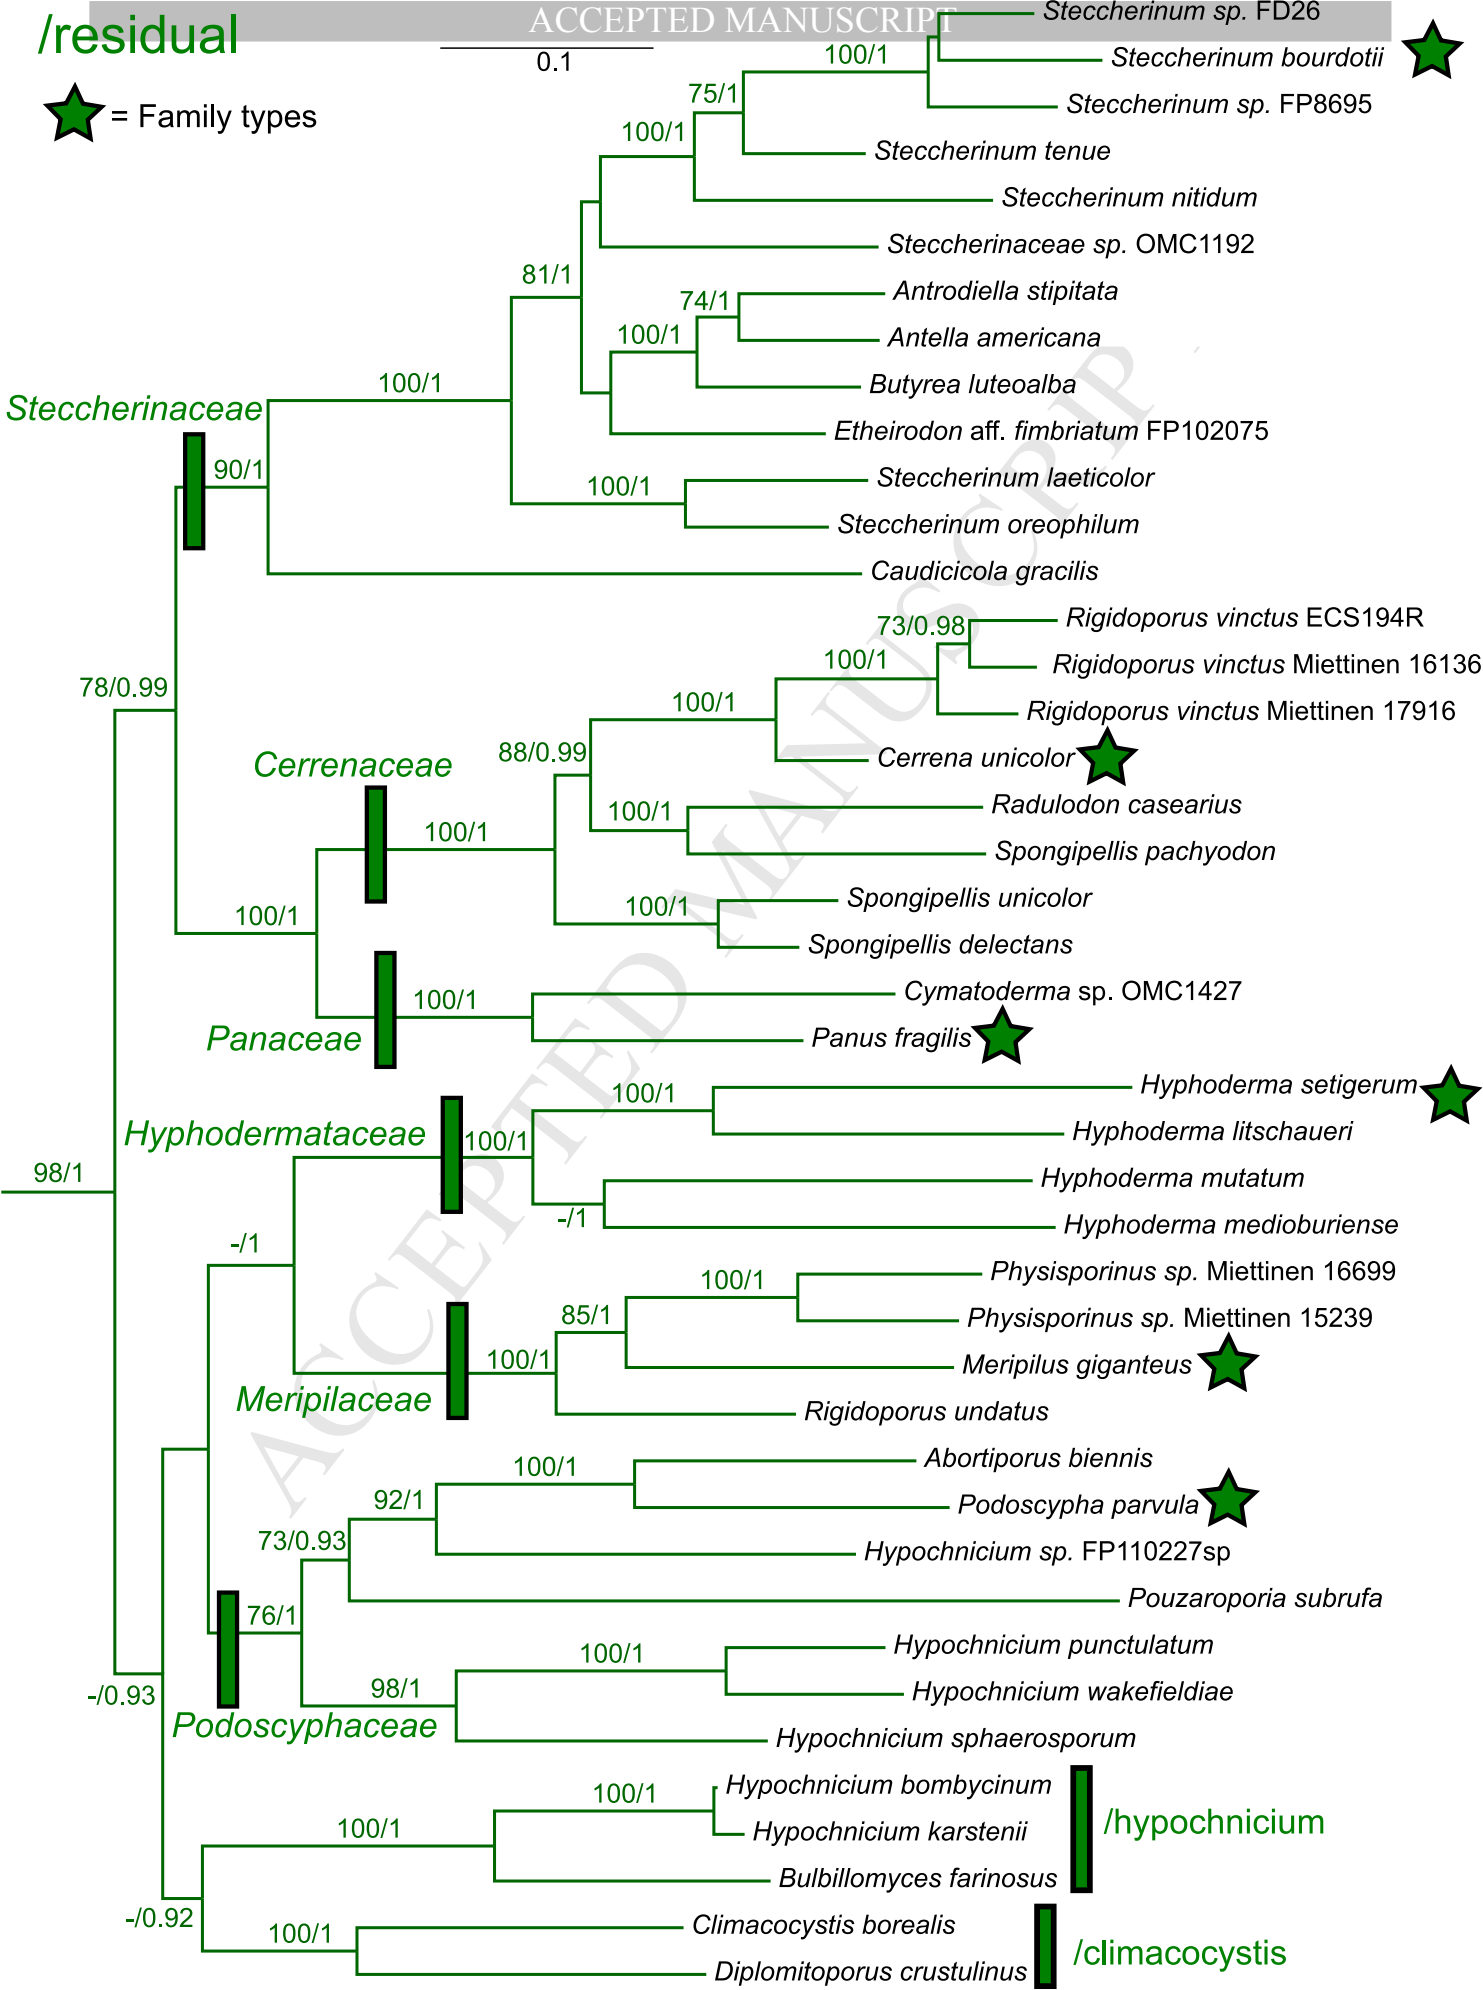 ACCEPTED MANUSCRIPT
/residual
0.1
= Family types
Steccherinum sp. FD26
100/1
Steccherinum bourdotii
75/1
Steccherinum sp. FP8695
100/1
Steccherinum tenue
Steccherinum nitidum
Steccherinaceae sp. OMC1192
81/1
74/1
Antrodiella stipitata
100/1
Antella americana
100/1
Butyrea luteoalba
Steccherinaceae
Etheirodon aff. fimbriatum FP102075
90/1
Steccherinum laeticolor
100/1
Steccherinum oreophilum
Caudicicola gracilis
73/0.98
Rigidoporus vinctus ECS194R
100/1
Rigidoporus vinctus Miettinen 16136
78/0.99
100/1
Rigidoporus vinctus Miettinen 17916
88/0.99
Cerrenaceae
Cerrena unicolor
100/1
Radulodon casearius
100/1
Spongipellis pachyodon
100/1
100/1
Spongipellis unicolor
Spongipellis delectans
100/1
Cymatoderma sp. OMC1427
Panaceae
Panus fragilis
100/1
Hyphoderma setigerum
Hyphodermataceae
100/1
Hyphoderma litschaueri
98/1
Hyphoderma mutatum
-/1
Hyphoderma medioburiense
-/1
100/1
Physisporinus sp. Miettinen 16699
85/1
Physisporinus sp. Miettinen 15239
100/1
Meripilus giganteus
Meripilaceae
Rigidoporus undatus
100/1
Abortiporus biennis
92/1
Podoscypha parvula
73/0.93
Hypochnicium sp. FP110227sp
76/1
Pouzaroporia subrufa
100/1
Hypochnicium punctulatum
-/0.93
98/1
Hypochnicium wakefieldiae
Podoscyphaceae
Hypochnicium sphaerosporum
100/1
Hypochnicium bombycinum
100/1
Hypochnicium karstenii
/hypochnicium
Bulbillomyces farinosus
-/0.92
100/1
Climacocystis borealis
/climacocystis
Diplomitoporus crustulinus
ACCEPTED MANUSCRIPT